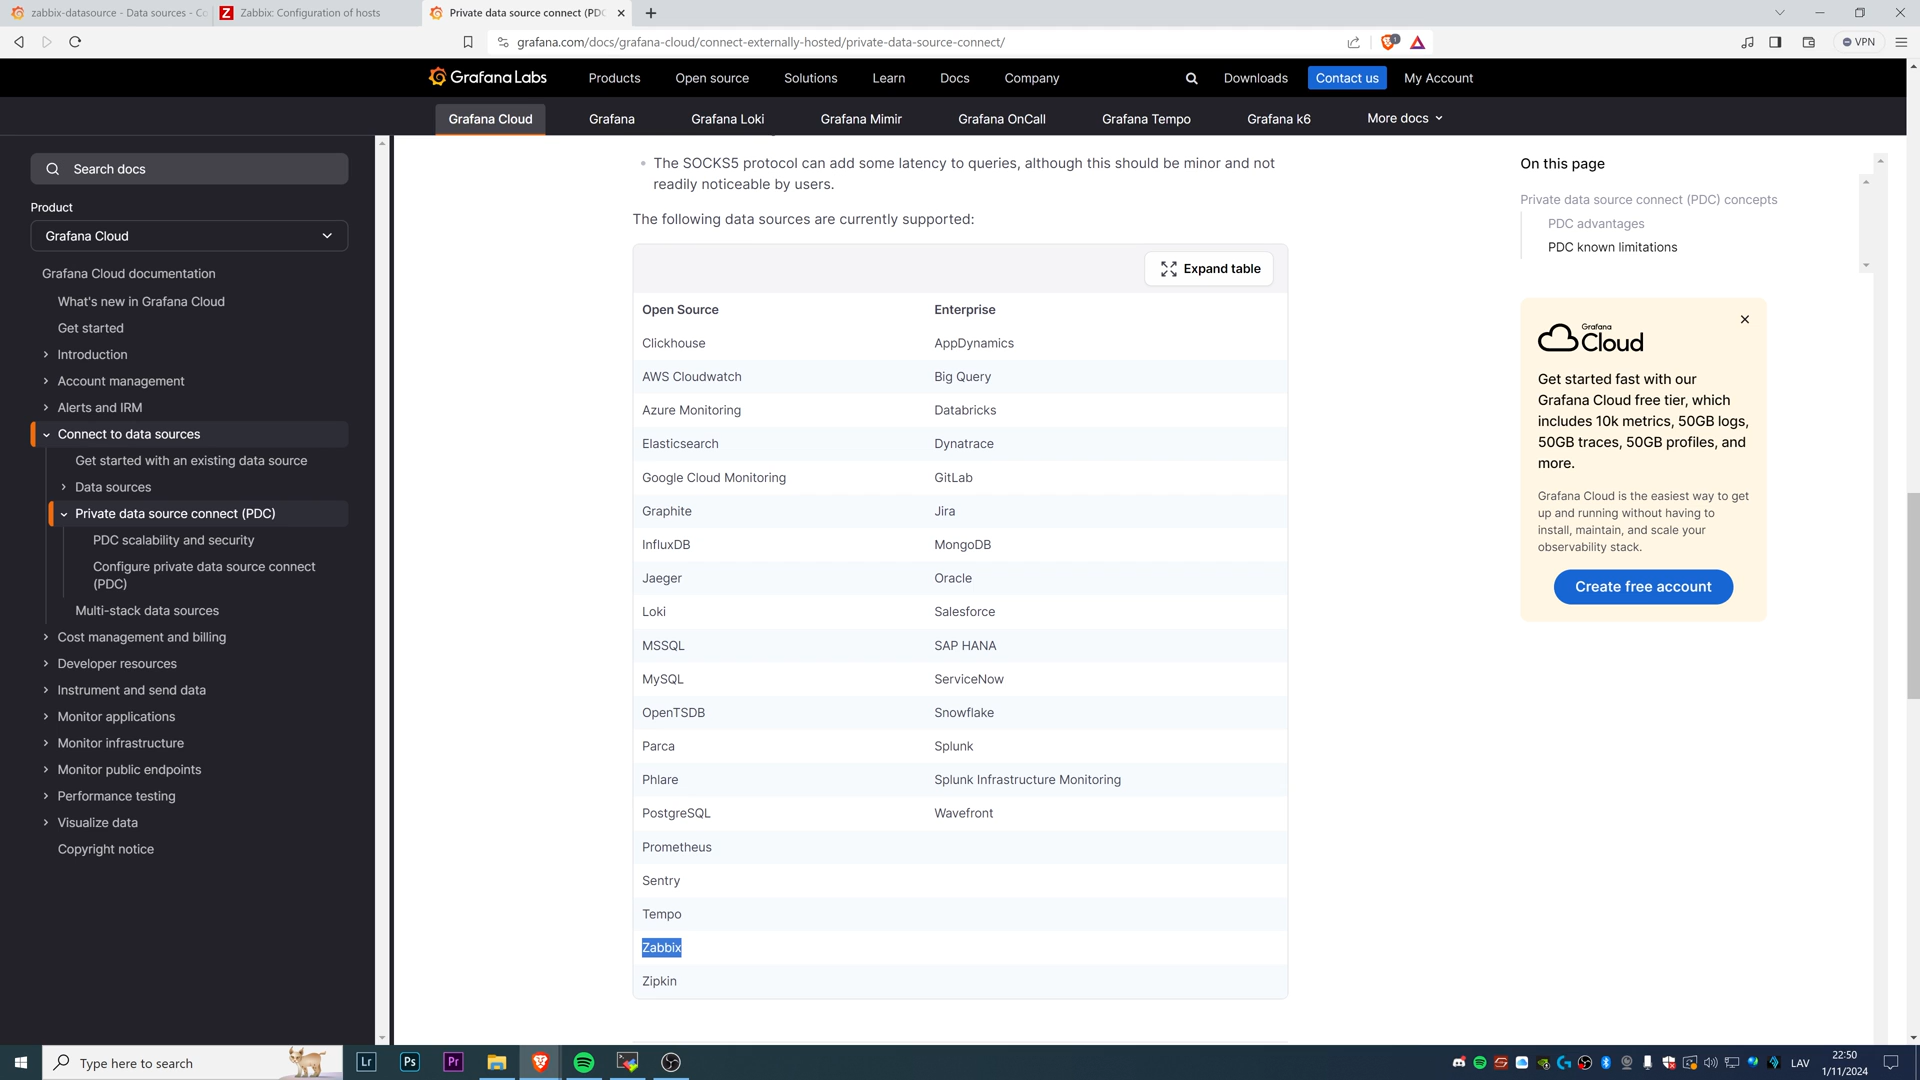 zabbix-datasource - Data sources - Co
Zabbix: Configuration of hosts
Private data source connect (PDC
grafana.com/docs/grafana-cloud/connect-externally-hosted/private-data-source-connect/
1
VPN
Grafana Labs
Products
Open source
Solutions
Learn
Docs
Company
Downloads
Contact us
My Account
Grafana Cloud
Grafana
Grafana Loki
Grafana Mimir
Grafana OnCall
Grafana Tempo
Grafana k6
More docs
Search docs
Product
Grafana Cloud
Grafana Cloud documentation
What's new in Grafana Cloud
Get started
Introduction
Account management
Alerts and IRM
Connect to data sources
Get started with an existing data source
Data sources
Private data source connect (PDC)
PDC scalability and security
Configure private data source connect
(PDC)
Multi-stack data sources
Cost management and billing
Developer resources
Instrument and send data
Monitor applications
Monitor infrastructure
Monitor public endpoints
Performance testing
Visualize data
Copyright notice
The SOCKS5 protocol can add some latency to queries, although this should be minor and not
readily noticeable by users.
The following data sources are currently supported:
Expand table
Open Source Enterprise
Clickhouse AppDynamics
AWS Cloudwatch Big Query
Azure Monitoring Databricks
Elasticsearch Dynatrace
Google Cloud Monitoring GitLab
Graphite Jira
InfluxDB MongoDB
Jaeger Oracle
Loki Salesforce
MSSQL SAP HANA
MySQL ServiceNow
OpenTSDB Snowflake
Parca Splunk
Phlare Splunk Infrastructure Monitoring
PostgreSQL Wavefront
Prometheus
Sentry
Tempo
Zabbix
Zipkin
On this page
Private data source connect (PDC) concepts
PDC advantages
PDC known limitations
Grafana
Cloud
Get started fast with our
Grafana Cloud free tier, which
includes 10k metrics, 50GB logs,
50GB traces, 50GB profiles, and
more.
Grafana Cloud is the easiest way to get
up and running without having to
install, maintain, and scale your
observability stack.
Create free account
Type here to search
Lr
Ps
Pr
LAV
22:50
1/11/2024